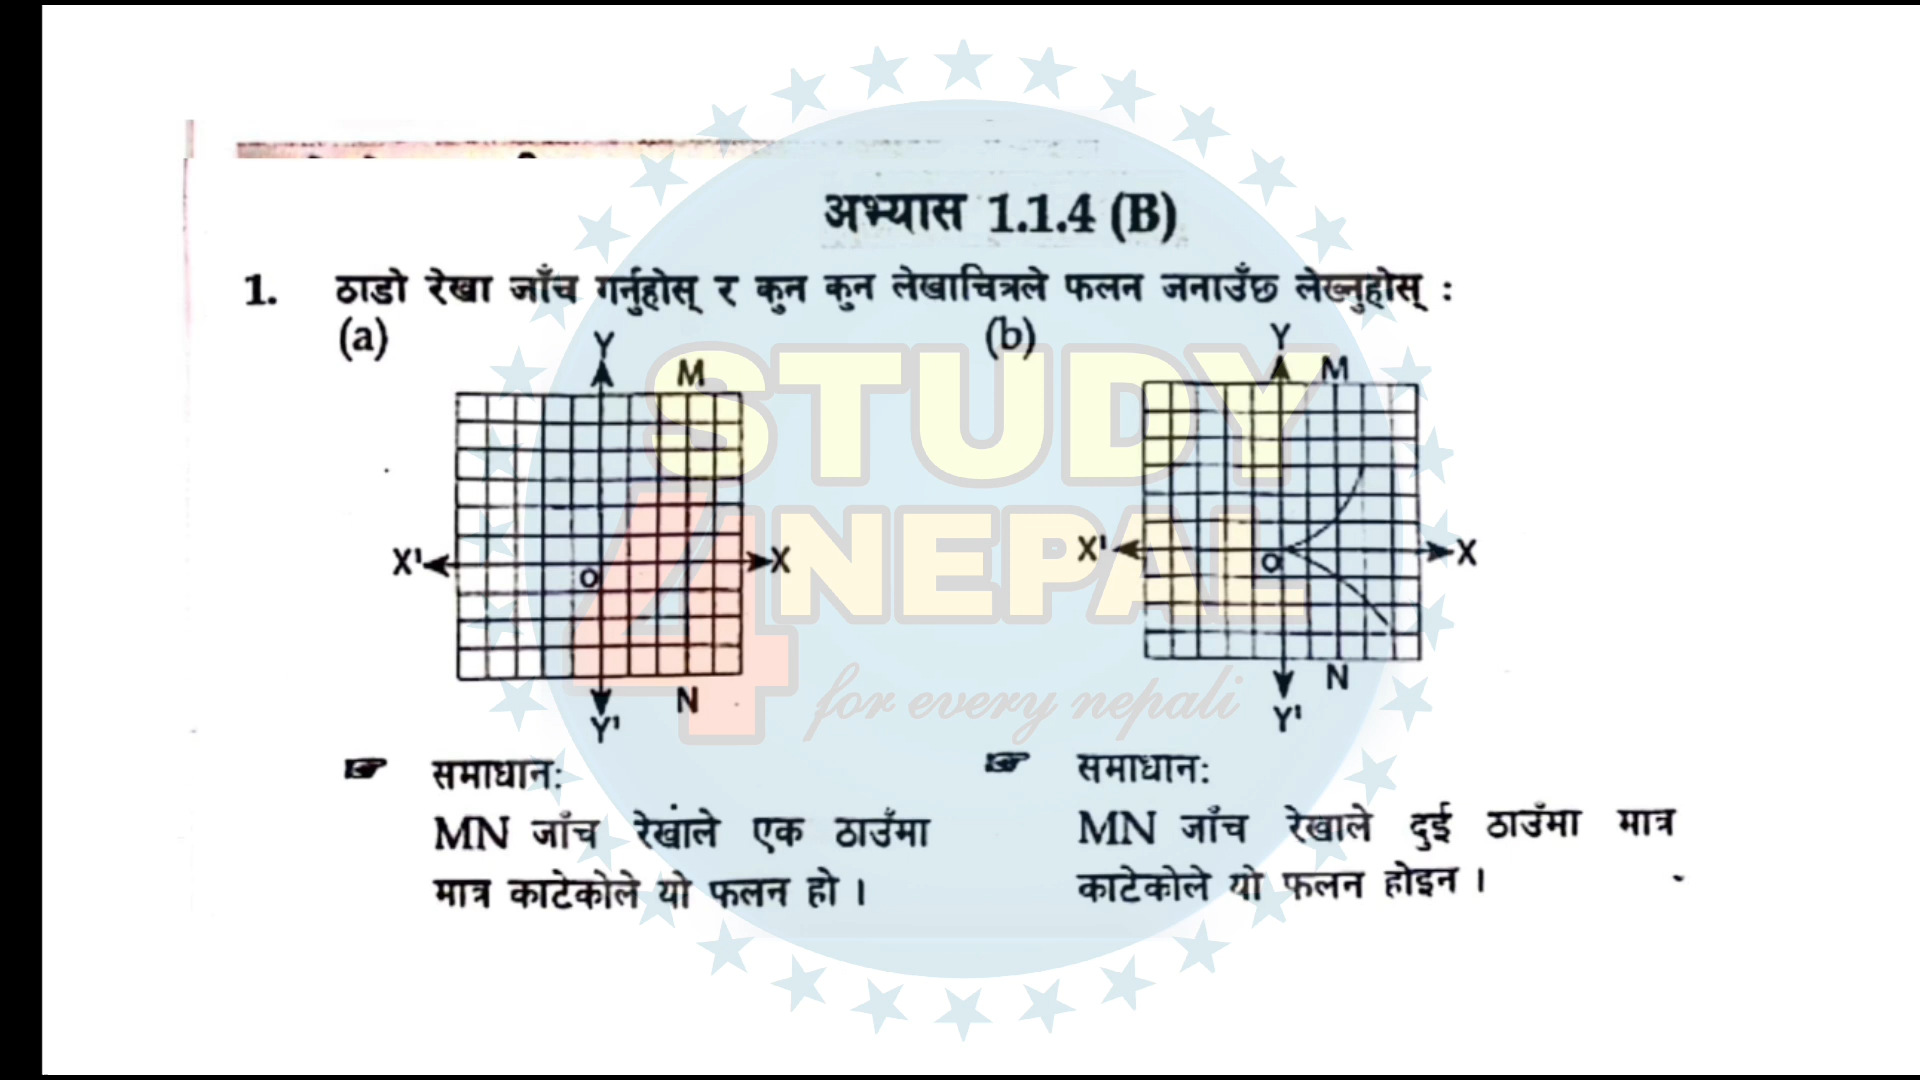 अभ्यास 1.1.4 (B)
1. ठाडो रेखा जाँच गर्नुहोस् र कुन कुन लेखाचित्रले फलन जनाउँछ लेख्नुहोस् :
(a)
(b)
Y
M
X'
O
X
N
Y'
Y
M
X'
O
X
N
Y'
STUDY
4 NEPAL
for every nepali
समाधान:
MN जाँच रेखांले एक ठाउँमा
मात्र काटेकोले यो फलन हो ।
समाधान:
MN जाँच रेखाले दुई ठाउँमा मात्र
काटेकोले यो फलन होइन ।